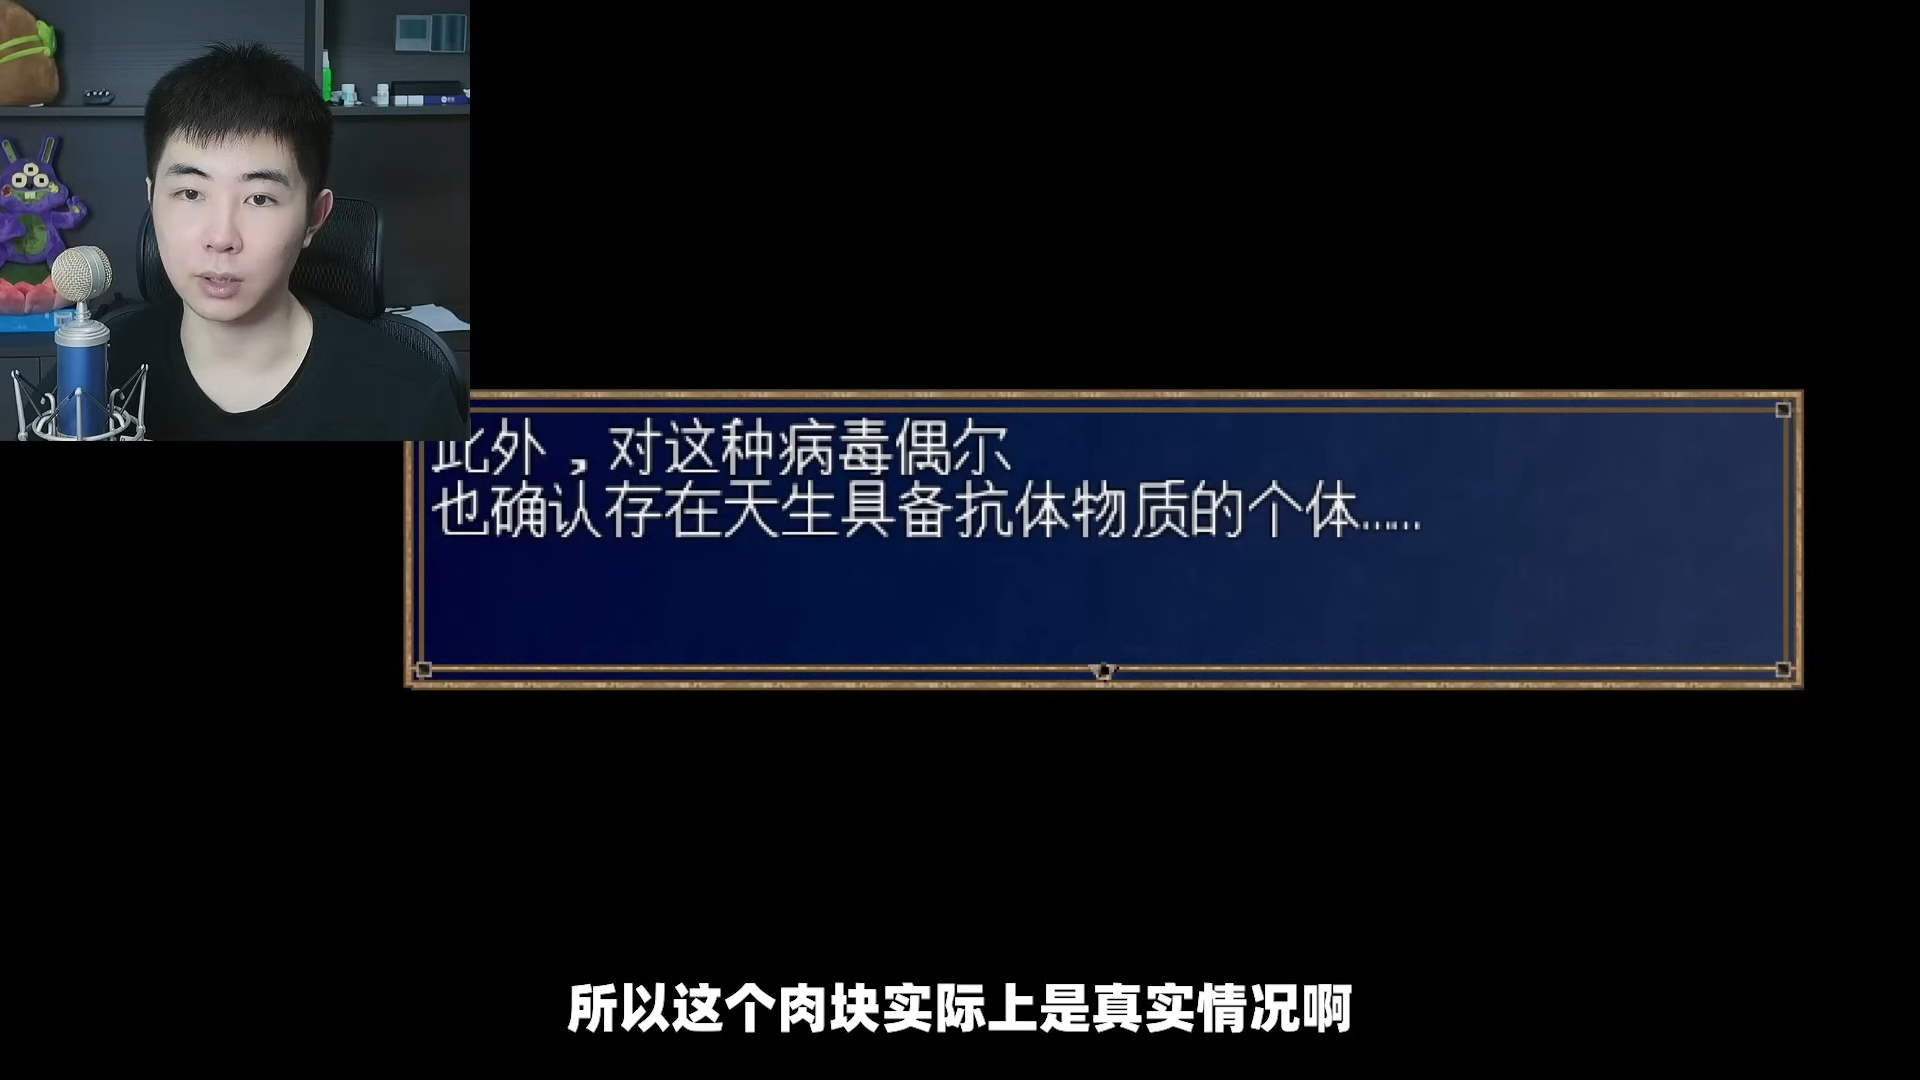 此外，对这种病毒偶尔
也确认存在天生具备抗体物质的个体……
所以这个肉块实际上是真实情况啊